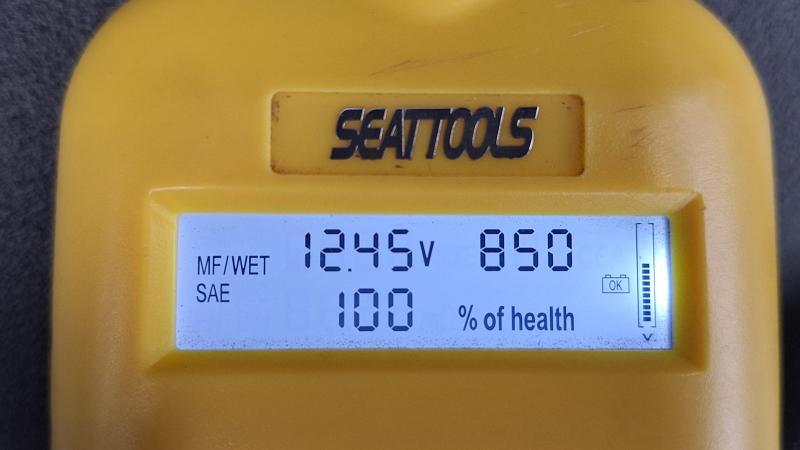 SEATTOOLS
MF/WET 12.45V 850
SAE 100 % of health OK
V